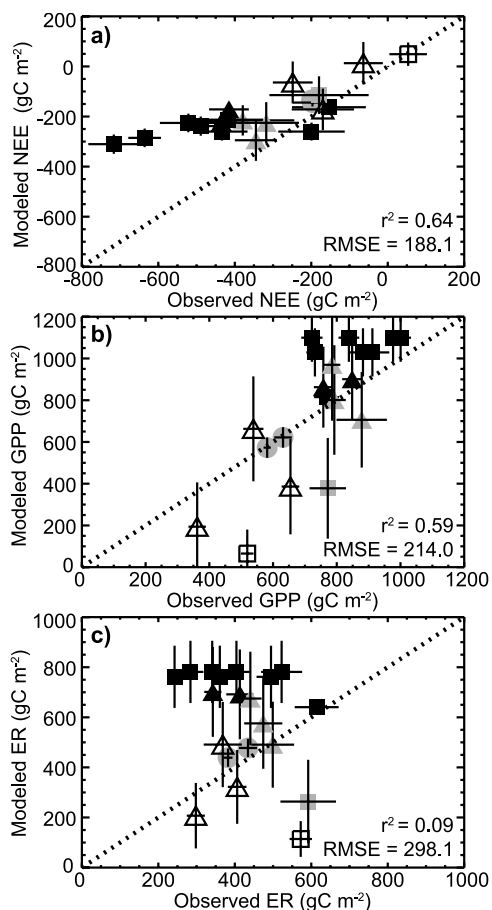 a)
Modeled NEE (gC m-2)
200
0
-200
-400
-600
-800
-800 -600 -400 -200 0 200
Observed NEE (gC m-2)
r2 = 0.64
RMSE = 188.1
b)
Modeled GPP (gC m-2)
1200
1000
800
600
400
200
0
0 200 400 600 800 1000 1200
Observed GPP (gC m-2)
r2 = 0.59
RMSE = 214.0
c)
Modeled ER (gC m-2)
1000
800
600
400
200
0
0 200 400 600 800 1000
Observed ER (gC m-2)
r2 = 0.09
RMSE = 298.1